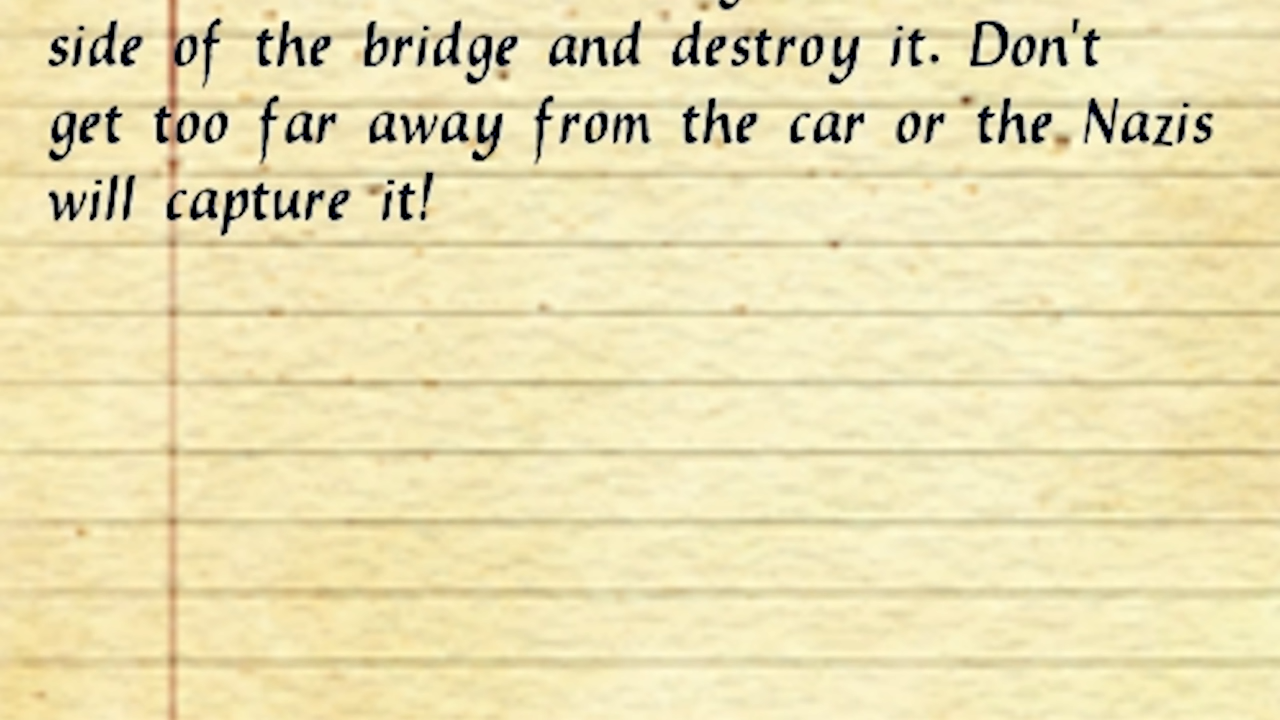 side of the bridge and destroy it. Don't
get too far away from the car or the Nazis
will capture it!